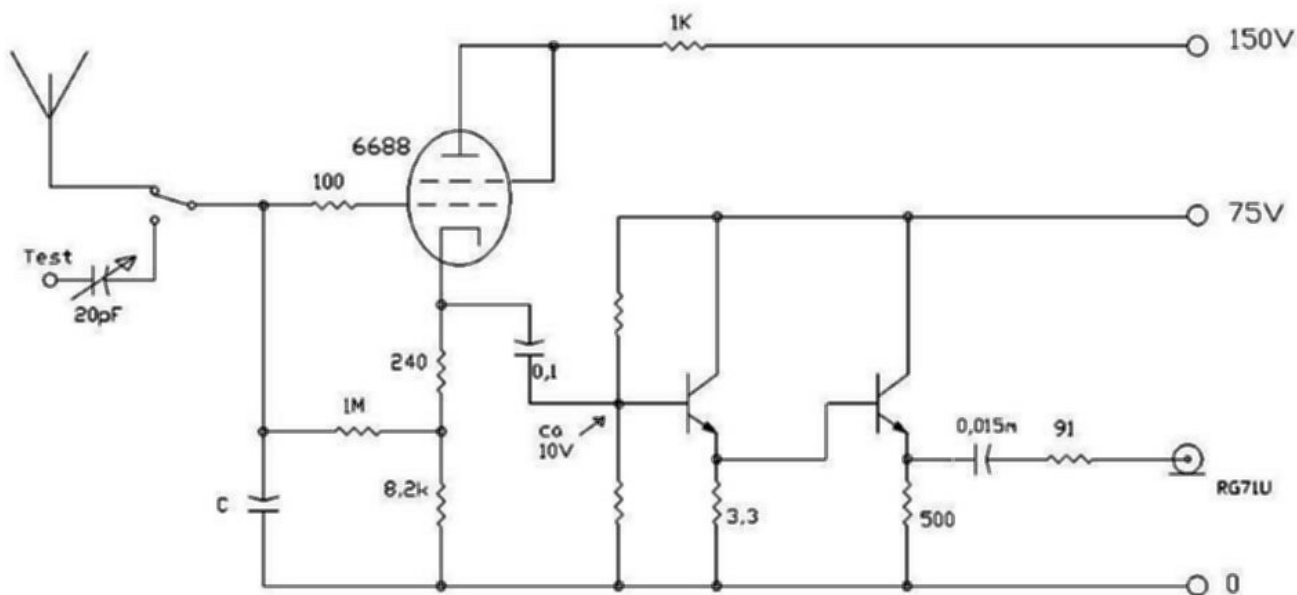 1K
150V
6688
100
75V
Test
20pF
240
0,1
1M
ca
10V
0,015m
91
RG71U
C
8,2k
3,3
500
0